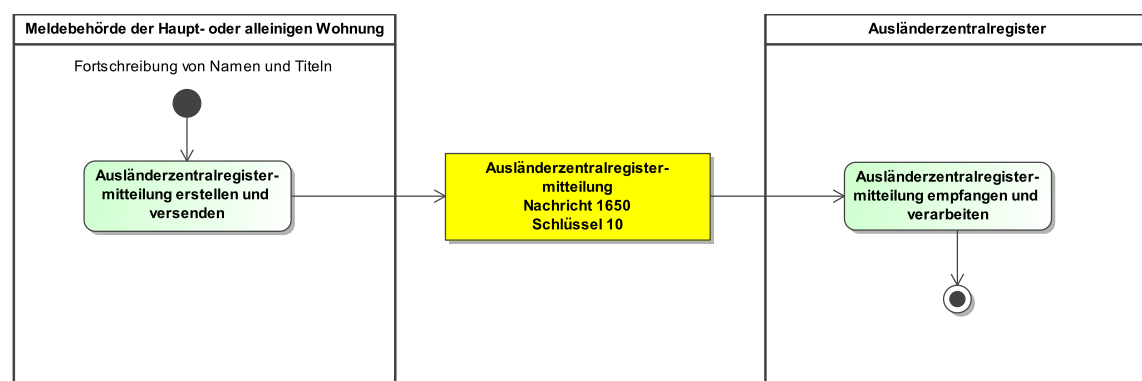 Meldebehörde der Haupt- oder alleinigen Wohnung
Ausländerzentralregister
Fortschreibung von Namen und Titeln
Ausländerzentralregister-
mitteilung erstellen und
versenden
Ausländerzentralregister-
mitteilung
Nachricht 1650
Schlüssel 10
Ausländerzentralregister-
mitteilung empfangen und
verarbeiten